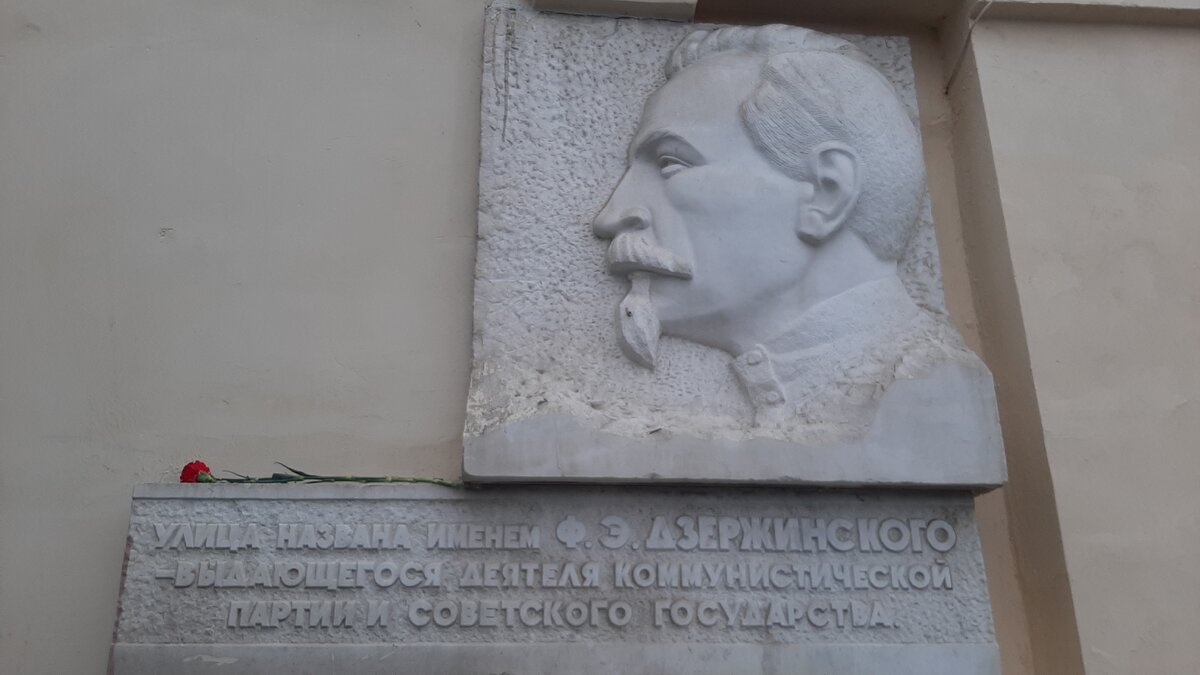 УЛИЦА НАЗВАНА ИМЕНЕМ Ф. Э. ДЗЕРЖИНСКОГО
–ВЫДАЮЩЕГОСЯ ДЕЯТЕЛЯ КОММУНИСТИЧЕСКОЙ
ПАРТИИ И СОВЕТСКОГО ГОСУДАРСТВА.